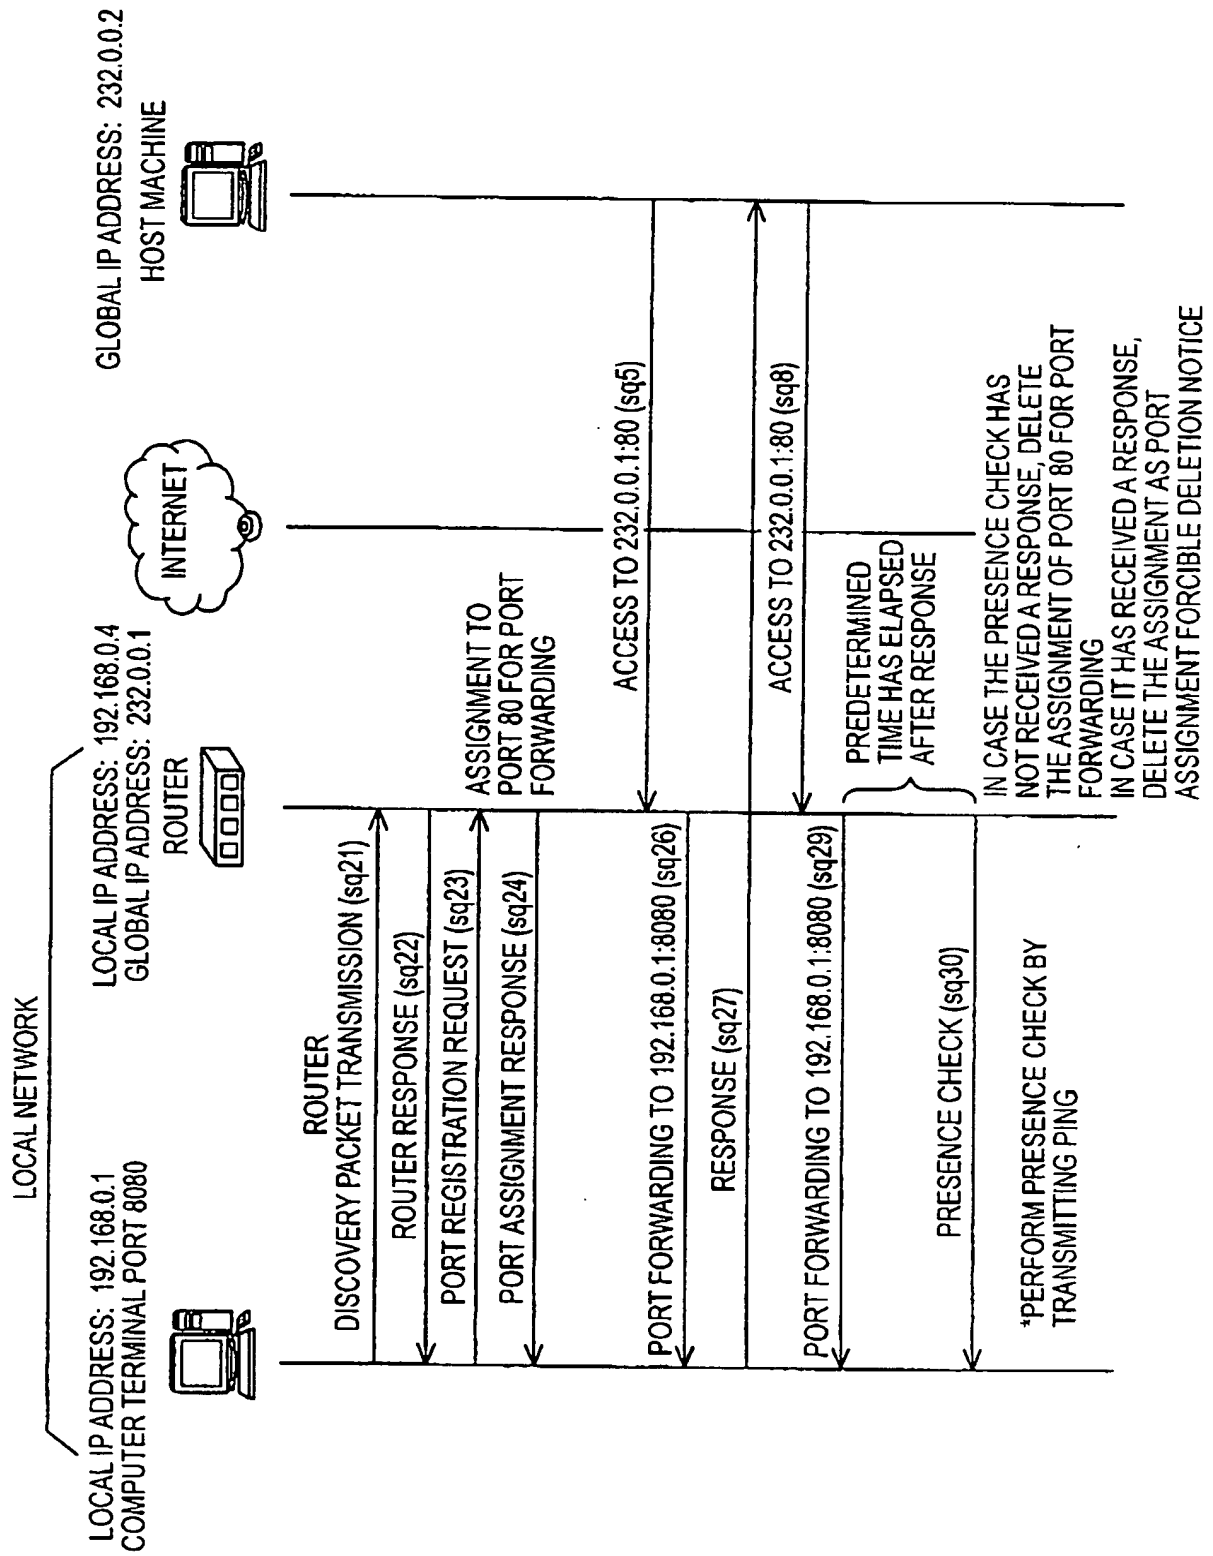 LOCAL NETWORK
LOCAL IP ADDRESS: 192.168.0.1
COMPUTER TERMINAL PORT 8080
LOCAL IP ADDRESS: 192.168.0.4
GLOBAL IP ADDRESS: 232.0.0.1
ROUTER
INTERNET
GLOBAL IP ADDRESS: 232.0.0.2
HOST MACHINE
ROUTER
DISCOVERY PACKET TRANSMISSION (sq21)
ROUTER RESPONSE (sq22)
PORT REGISTRATION REQUEST (sq23)
ASSIGNMENT TO
PORT 80 FOR PORT
FORWARDING
PORT ASSIGNMENT RESPONSE (sq24)
ACCESS TO 232.0.0.1:80 (sq5)
PORT FORWARDING TO 192.168.0.1:8080 (sq26)
RESPONSE (sq27)
ACCESS TO 232.0.0.1:80 (sq8)
PORT FORWARDING TO 192.168.0.1:8080 (sq29)
PREDETERMINED
TIME HAS ELAPSED
AFTER RESPONSE
PRESENCE CHECK (sq30)
*PERFORM PRESENCE CHECK BY
TRANSMITTING PING
IN CASE THE PRESENCE CHECK HAS
NOT RECEIVED A RESPONSE, DELETE
THE ASSIGNMENT OF PORT 80 FOR PORT
FORWARDING
IN CASE IT HAS RECEIVED A RESPONSE,
DELETE THE ASSIGNMENT AS PORT
ASSIGNMENT FORCIBLE DELETION NOTICE